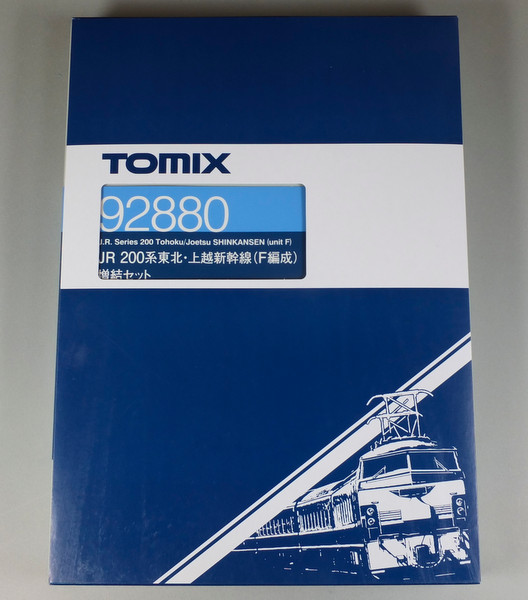 TOMIX
92880
J.R. Series 200 Tohoku/Joetsu SHINKANSEN (unit F)
JR 200系東北・上越新幹線(F編成)
増結セット